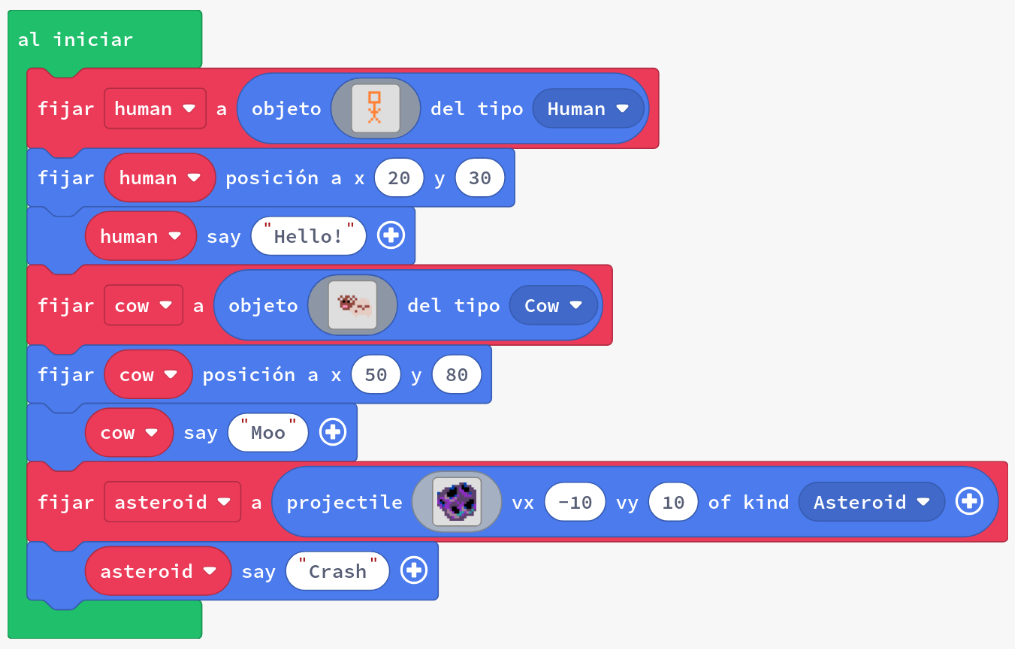 al iniciar
fijar human a objeto del tipo Human
fijar human posición a x 20 y 30
human say "Hello!"
fijar cow a objeto del tipo Cow
fijar cow posición a x 50 y 80
cow say "Moo"
fijar asteroid a projectile vx -10 vy 10 of kind Asteroid
asteroid say "Crash"